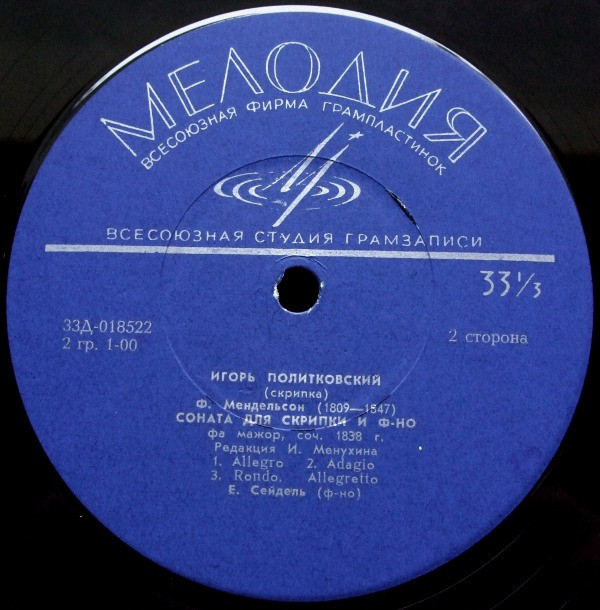 МЕЛОДИЯ
ВСЕСОЮЗНАЯ ФИРМА ГРАМПЛАСТИНОК
ВСЕСОЮЗНАЯ СТУДИЯ ГРАМЗАПИСИ
33 1/3
33Д-018522
2 гр. 1-00
2 сторона
ИГОРЬ ПОЛИТКОВСКИЙ
(скрипка)
Ф. Мендельсон (1809—1847)
СОНАТА ДЛЯ СКРИПКИ И Ф-НО
фа мажор, соч. 1838 г.
Редакция И. Менухина
1. Allegro 2. Adagio
3. Rondo. Allegretto
Е. Сейдель (ф-но)